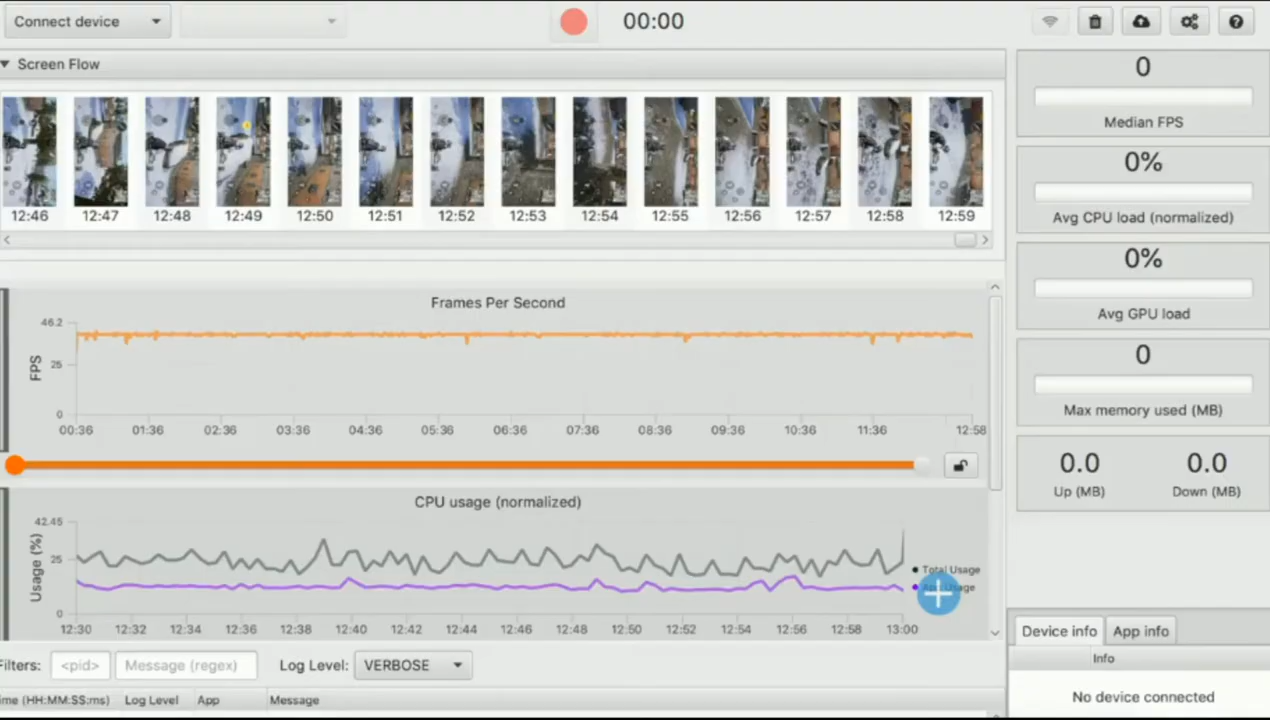 Connect device
00:00
Screen Flow
12:46 12:47 12:48 12:49 12:50 12:51 12:52 12:53 12:54 12:55 12:56 12:57 12:58 12:59
Frames Per Second
46.2
25
0
FPS
00:36 01:36 02:36 03:36 04:36 05:36 06:36 07:36 08:36 09:36 10:36 11:36 12:58
CPU usage (normalized)
42.45
25
0
Usage (%)
Total Usage
Usage
12:30 12:32 12:34 12:36 12:38 12:40 12:42 12:44 12:46 12:48 12:50 12:52 12:54 12:56 12:58 13:00
Filters: <pid> Message (regex) Log Level: VERBOSE
ime (HH:MM:SS:ms) Log Level App Message
0
Median FPS
0%
Avg CPU load (normalized)
0%
Avg GPU load
0
Max memory used (MB)
0.0 0.0
Up (MB) Down (MB)
Device info App info
Info
No device connected